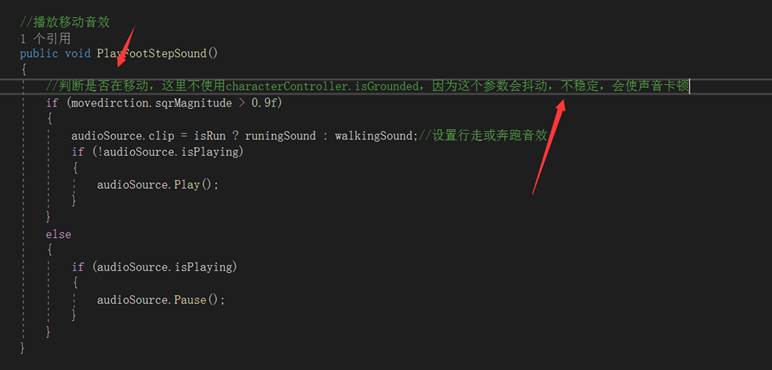 //播放移动音效
1 个引用
public void PlayFootStepSound()
{
//判断是否在移动，这里不使用characterController.isGrounded，因为这个参数会抖动，不稳定，会使声音卡顿
if (movedirction.sqrMagnitude > 0.9f)
{
audioSource.clip = isRun ? runingSound : walkingSound;//设置行走或奔跑音效
if (!audioSource.isPlaying)
{
audioSource.Play();
}
}
else
{
if (audioSource.isPlaying)
{
audioSource.Pause();
}
}
}